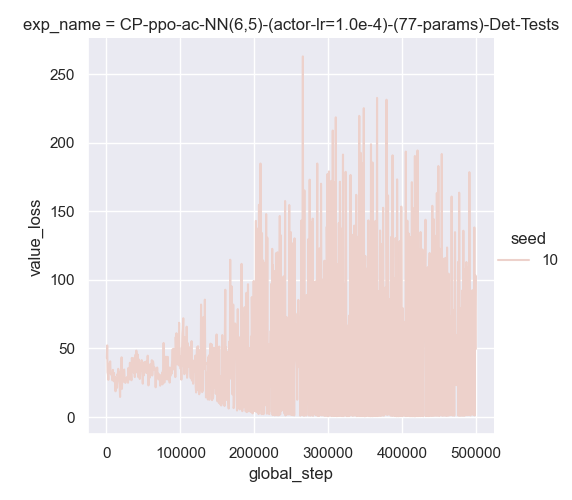 exp_name = CP-ppo-ac-NN(6,5)-(actor-lr=1.0e-4)-(77-params)-Det-Tests
250
200
150
100
50
0
value_loss
0 100000 200000 300000 400000 500000
global_step
seed
10